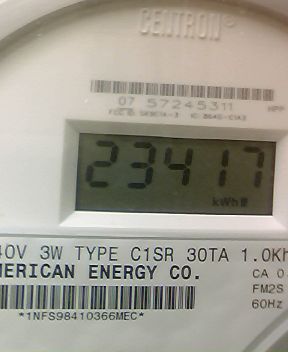 CENTRON®
07 57245311
23417
kWh
40V 3W TYPE C1SR 30TA 1.0Kh
MERICAN ENERGY CO.
CA 0
FM2S
60Hz
*1NFS98410366MEC*